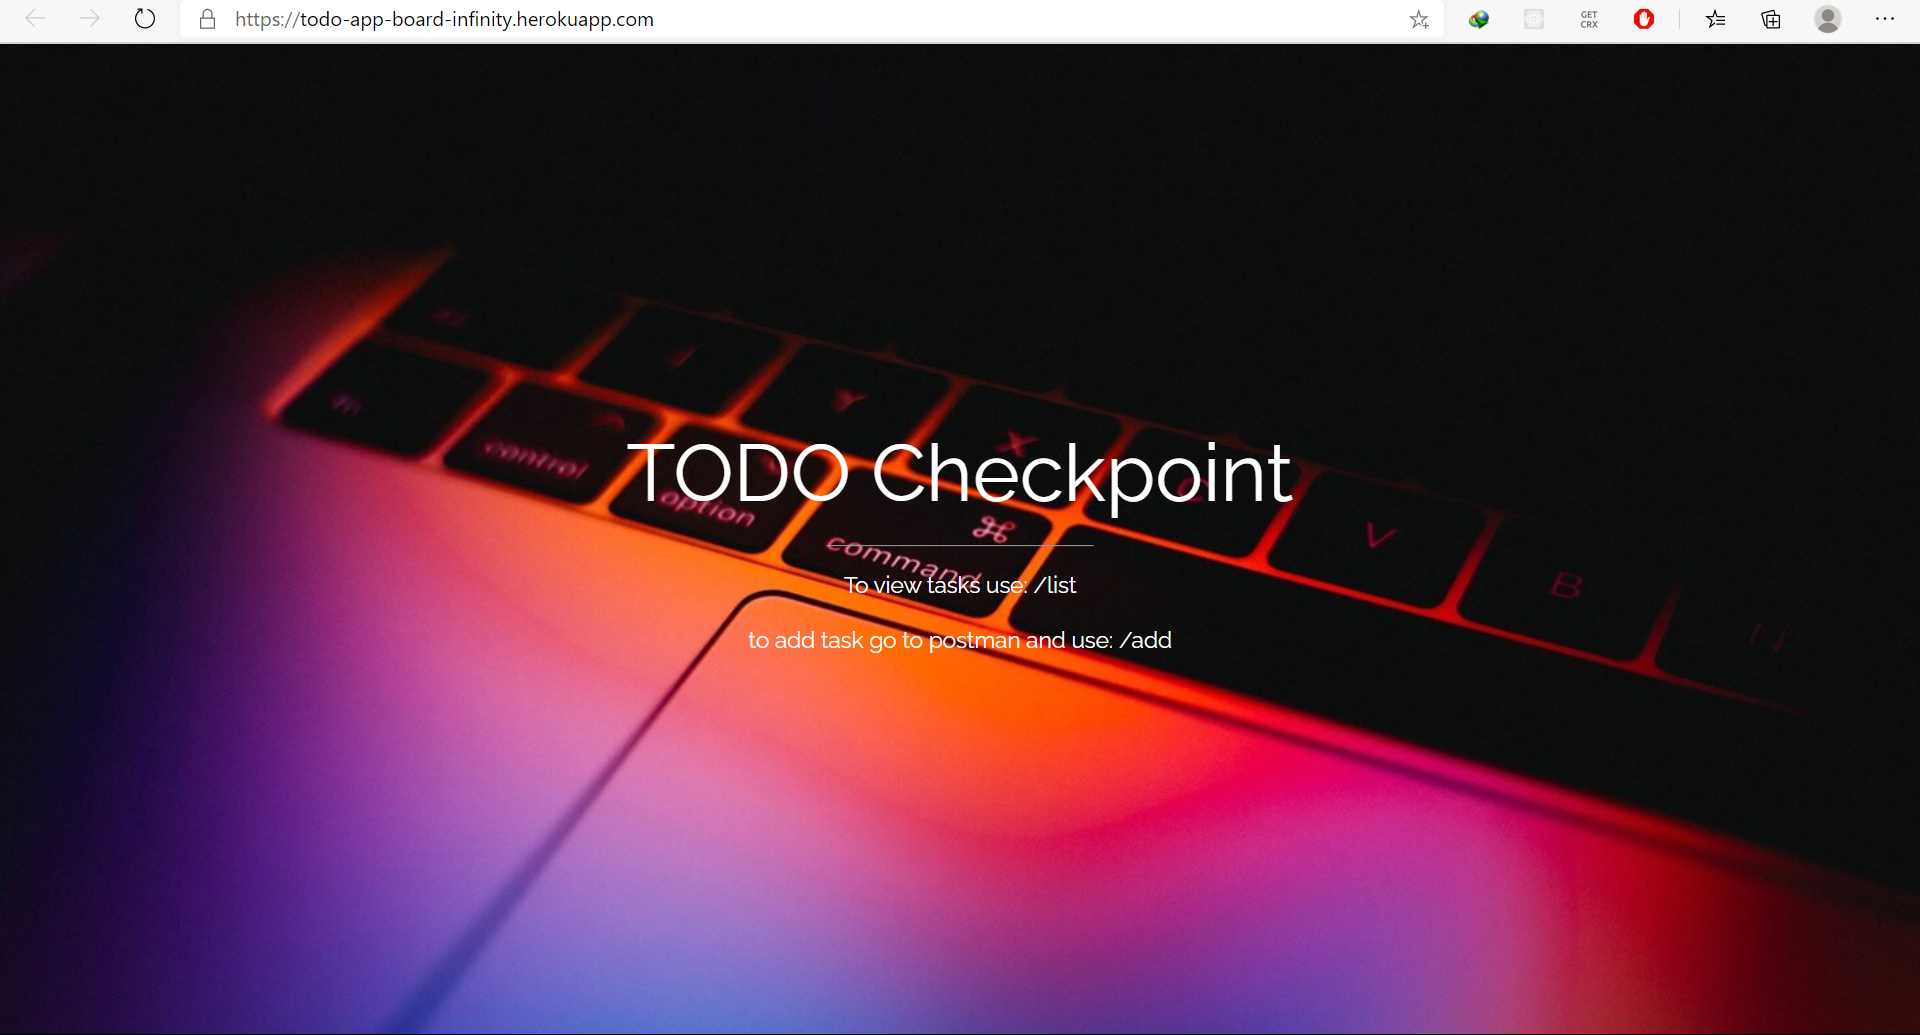 https://todo-app-board-infinity.herokuapp.com
GET
CRX
TODO Checkpoint
To view tasks use: /list
to add task go to postman and use: /add
fn
control
option
⌘
command
Y
X
C
V
B
N